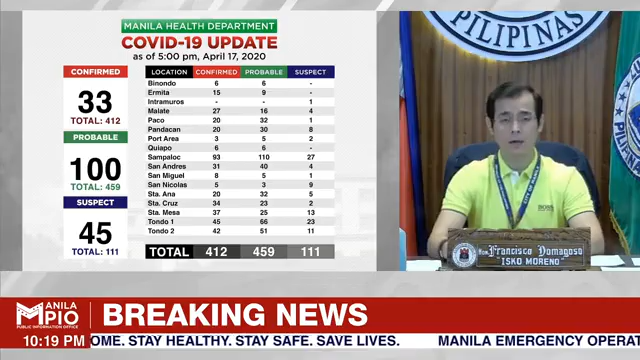 MANILA HEALTH DEPARTMENT
COVID-19 UPDATE
as of 5:00 pm, April 17, 2020
CONFIRMED
33
TOTAL: 412
PROBABLE
100
TOTAL: 459
SUSPECT
45
TOTAL: 111
LOCATION CONFIRMED PROBABLE SUSPECT
Binondo 6 6 -
Ermita 15 9 -
Intramuros - - 1
Malate 27 16 4
Paco 20 32 1
Pandacan 20 30 8
Port Area 3 5 2
Quiapo 6 6 -
Sampaloc 93 110 27
San Andres 31 40 4
San Miguel 8 5 1
San Nicolas 5 3 9
Sta. Ana 20 32 5
Sta. Cruz 34 23 2
Sta. Mesa 37 25 13
Tondo 1 45 66 23
Tondo 2 42 51 11
TOTAL 412 459 111
PILIPINAS
Hon. Francisco Domagoso
"ISKO MORENO"
MANILA
MPIO
PUBLIC INFORMATION OFFICE
BREAKING NEWS
10:19 PM
OME. STAY HEALTHY. STAY SAFE. SAVE LIVES.
MANILA EMERGENCY OPERA